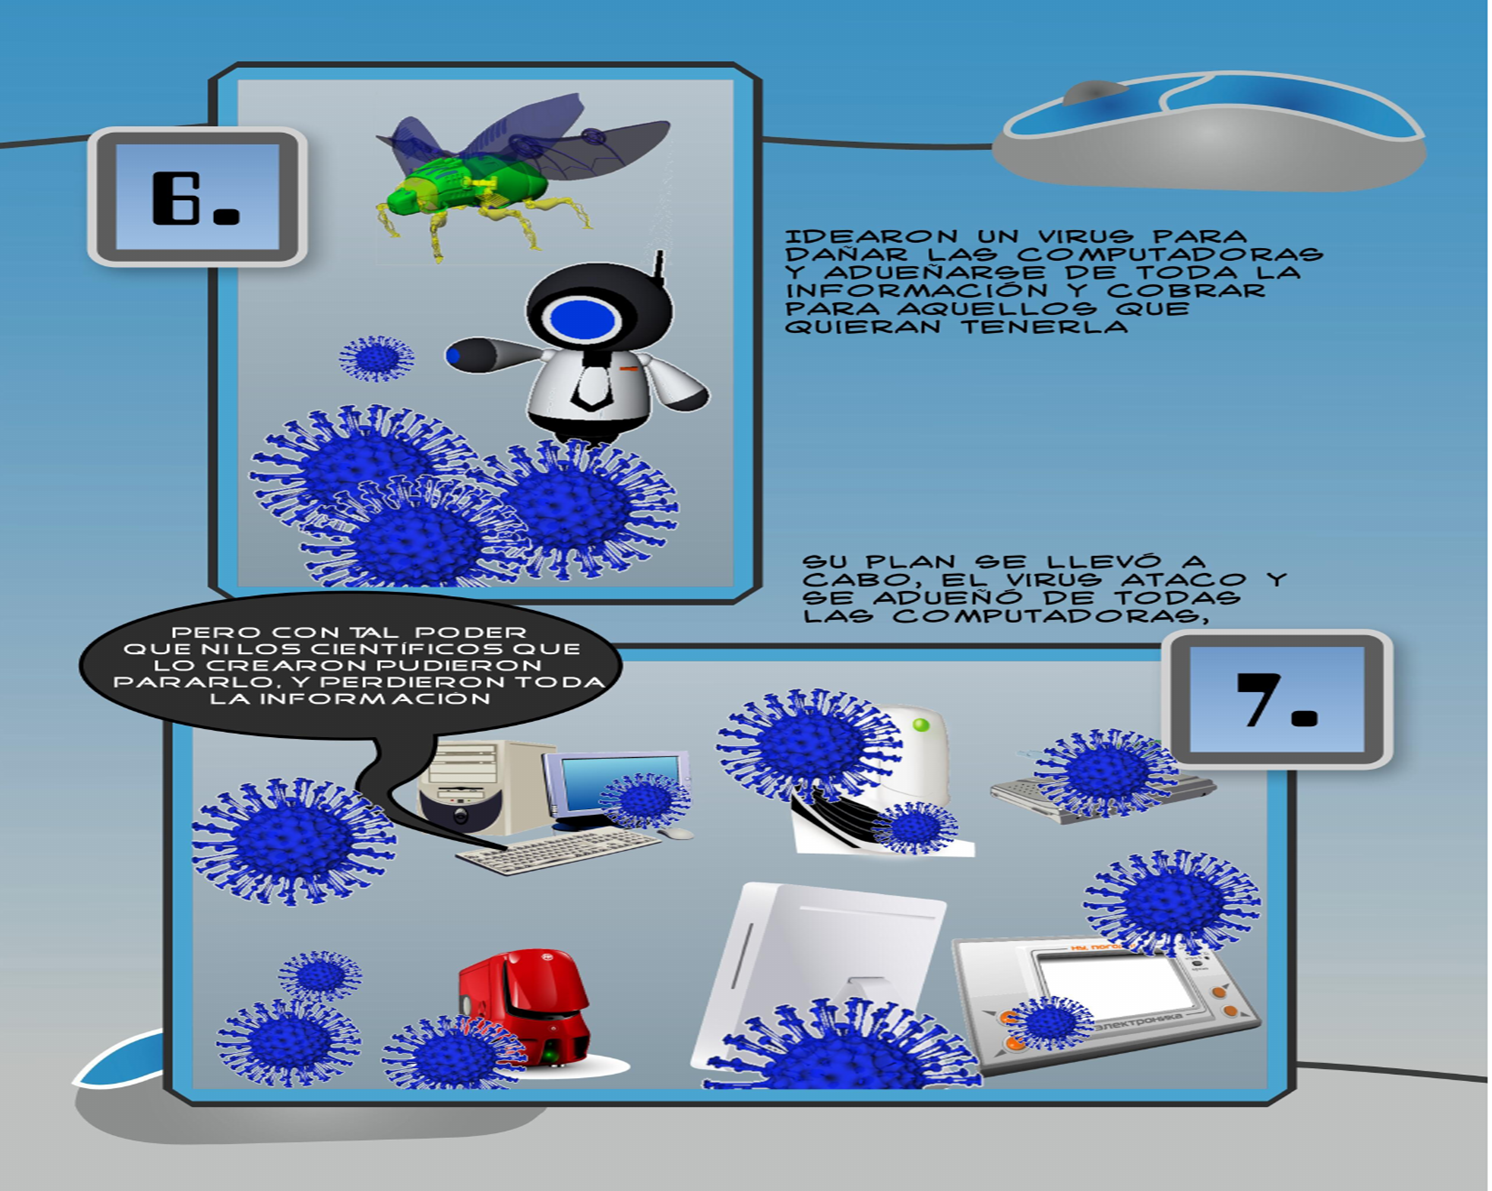 6.
IDEARON UN VIRUS PARA
DAÑAR LAS COMPUTADORAS
Y ADUEÑARSE DE TODA LA
INFORMACIÓN Y COBRAR
PARA AQUELLOS QUE
QUIERAN TENERLA
SU PLAN SE LLEVÓ A
CABO, EL VIRUS ATACO Y
SE ADUEÑÓ DE TODAS
LAS COMPUTADORAS,
PERO CON TAL PODER
QUE NI LOS CIENTÍFICOS QUE
LO CREARON PUDIERON
PARARLO, Y PERDIERON TODA
LA INFORMACIÓN
7.
НУ, ПОГО
ЭЛЕКТРОНИКА